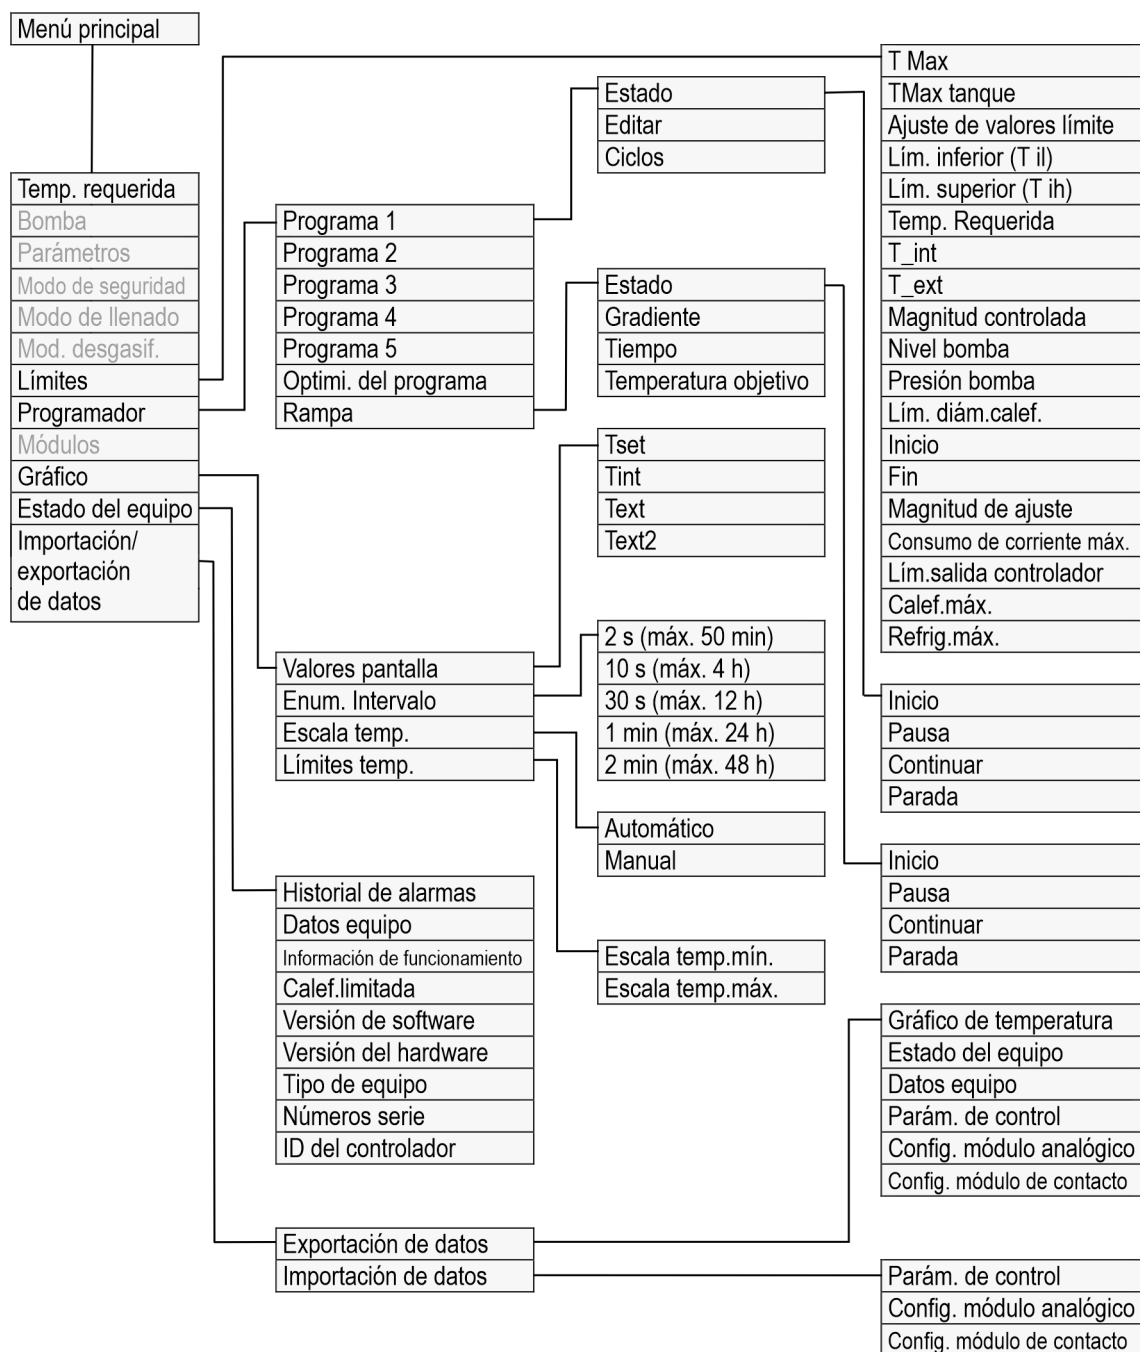 Menú principal
Temp. requerida
Bomba
Parámetros
Modo de seguridad
Modo de llenado
Mod. desgasif.
Límites
Programador
Módulos
Gráfico
Estado del equipo
Importación/
exportación
de datos
Programa 1
Programa 2
Programa 3
Programa 4
Programa 5
Optimi. del programa
Rampa
Valores pantalla
Enum. Intervalo
Escala temp.
Límites temp.
Historial de alarmas
Datos equipo
Información de funcionamiento
Calef.limitada
Versión de software
Versión del hardware
Tipo de equipo
Números serie
ID del controlador
Exportación de datos
Importación de datos
Estado
Editar
Ciclos
Estado
Gradiente
Tiempo
Temperatura objetivo
Tset
Tint
Text
Text2
2 s (máx. 50 min)
10 s (máx. 4 h)
30 s (máx. 12 h)
1 min (máx. 24 h)
2 min (máx. 48 h)
Automático
Manual
Escala temp.mín.
Escala temp.máx.
T Max
TMax tanque
Ajuste de valores límite
Lím. inferior (T il)
Lím. superior (T ih)
Temp. Requerida
T_int
T_ext
Magnitud controlada
Nivel bomba
Presión bomba
Lím. diám.calef.
Inicio
Fin
Magnitud de ajuste
Consumo de corriente máx.
Lím.salida controlador
Calef.máx.
Refrig.máx.
Inicio
Pausa
Continuar
Parada
Inicio
Pausa
Continuar
Parada
Gráfico de temperatura
Estado del equipo
Datos equipo
Parám. de control
Config. módulo analógico
Config. módulo de contacto
Parám. de control
Config. módulo analógico
Config. módulo de contacto